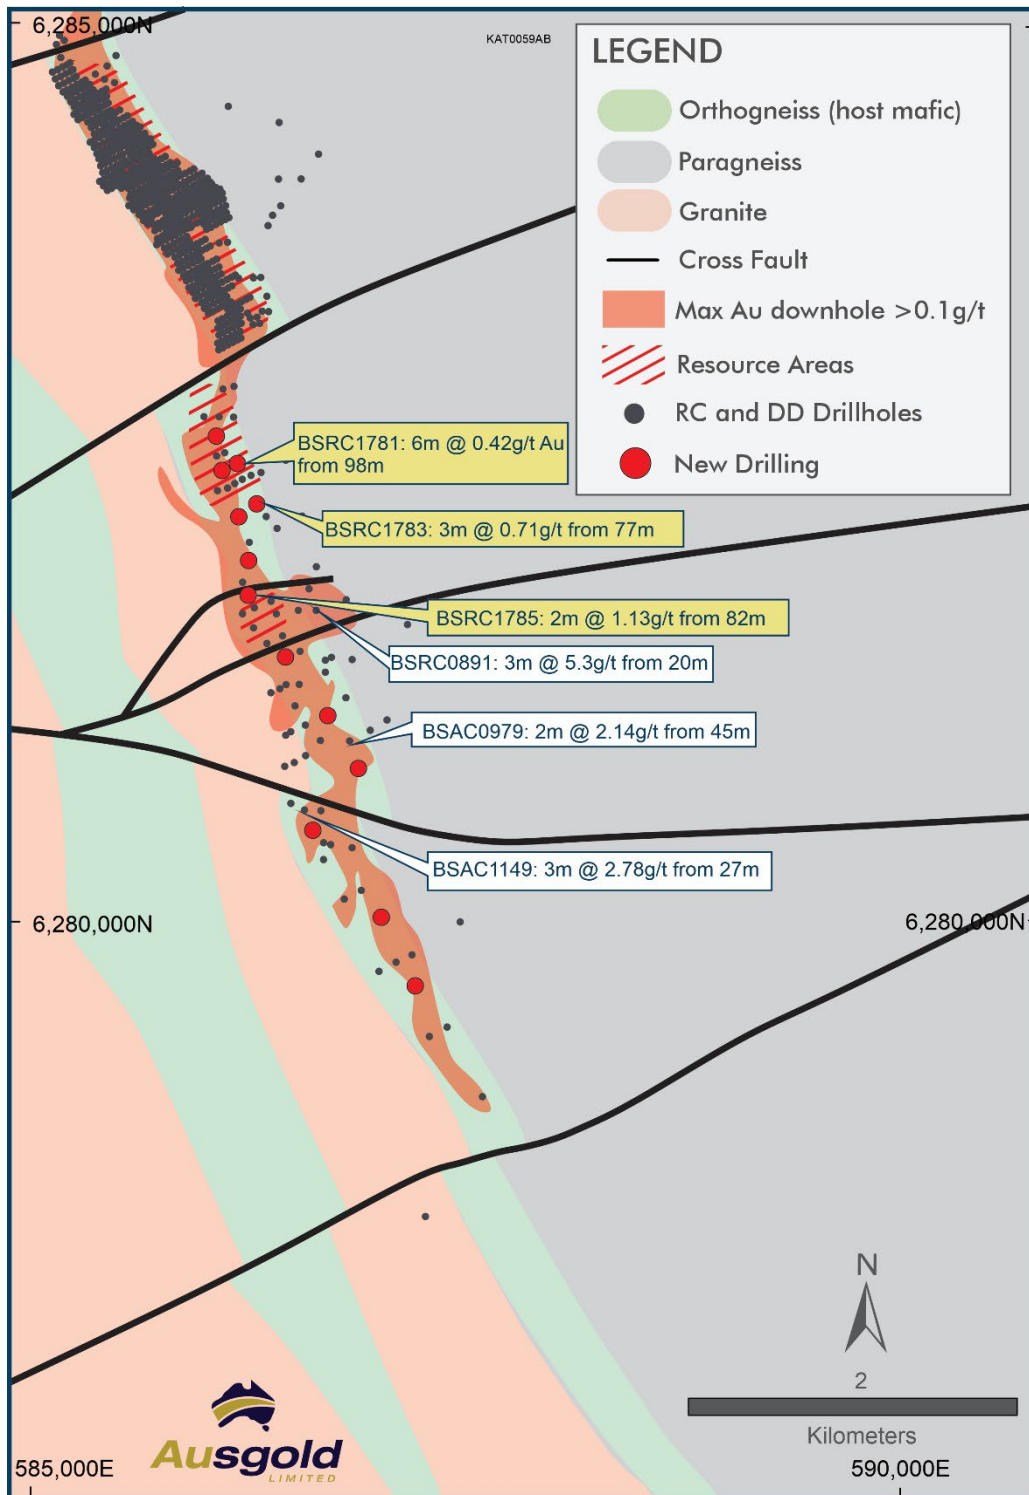 6,285,000N
KAT0059AB
LEGEND
Orthogneiss (host mafic)
Paragneiss
Granite
Cross Fault
Max Au downhole >0.1g/t
Resource Areas
RC and DD Drillholes
New Drilling
BSRC1781: 6m @ 0.42g/t Au
from 98m
BSRC1783: 3m @ 0.71g/t from 77m
BSRC1785: 2m @ 1.13g/t from 82m
BSRC0891: 3m @ 5.3g/t from 20m
BSAC0979: 2m @ 2.14g/t from 45m
BSAC1149: 3m @ 2.78g/t from 27m
6,280,000N
6,280,000N
N
2
Kilometers
Ausgold
LIMITED
585,000E
590,000E